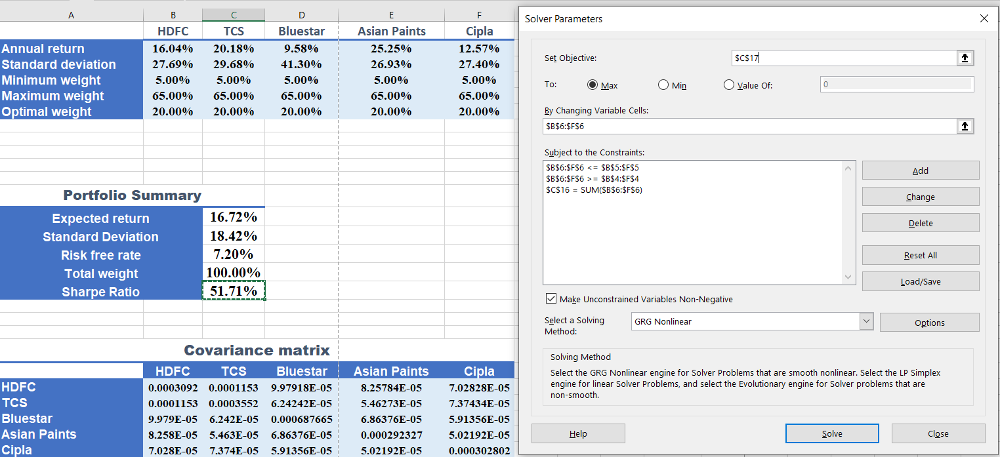 A B C D E F
HDFC TCS Bluestar Asian Paints Cipla
Annual return 16.04% 20.18% 9.58% 25.25% 12.57%
Standard deviation 27.69% 29.68% 41.30% 26.93% 27.40%
Minimum weight 5.00% 5.00% 5.00% 5.00% 5.00%
Maximum weight 65.00% 65.00% 65.00% 65.00% 65.00%
Optimal weight 20.00% 20.00% 20.00% 20.00% 20.00%
Portfolio Summary
Expected return 16.72%
Standard Deviation 18.42%
Risk free rate 7.20%
Total weight 100.00%
Sharpe Ratio 51.71%
Covariance matrix
HDFC TCS Bluestar Asian Paints Cipla
HDFC 0.0003092 0.0001153 9.97918E-05 8.25784E-05 7.02828E-05
TCS 0.0001153 0.0003552 6.24242E-05 5.46273E-05 7.37434E-05
Bluestar 9.979E-05 6.242E-05 0.000687665 6.86376E-05 5.91356E-05
Asian Paints 8.258E-05 5.463E-05 6.86376E-05 0.000292327 5.02192E-05
Cipla 7.028E-05 7.374E-05 5.91356E-05 5.02192E-05 0.000302802
Solver Parameters
Set Objective: $C$17
To: Max Min Value Of: 0
By Changing Variable Cells:
$B$6:$F$6
Subject to the Constraints:
$B$6:$F$6 <= $B$5:$F$5
$B$6:$F$6 >= $B$4:$F$4
$C$16 = SUM($B$6:$F$6)
Add
Change
Delete
Reset All
Load/Save
Make Unconstrained Variables Non-Negative
Select a Solving
Method:
GRG Nonlinear
Options
Solving Method
Select the GRG Nonlinear engine for Solver Problems that are smooth nonlinear. Select the LP Simplex
engine for linear Solver Problems, and select the Evolutionary engine for Solver problems that are
non-smooth.
Help Solve Close